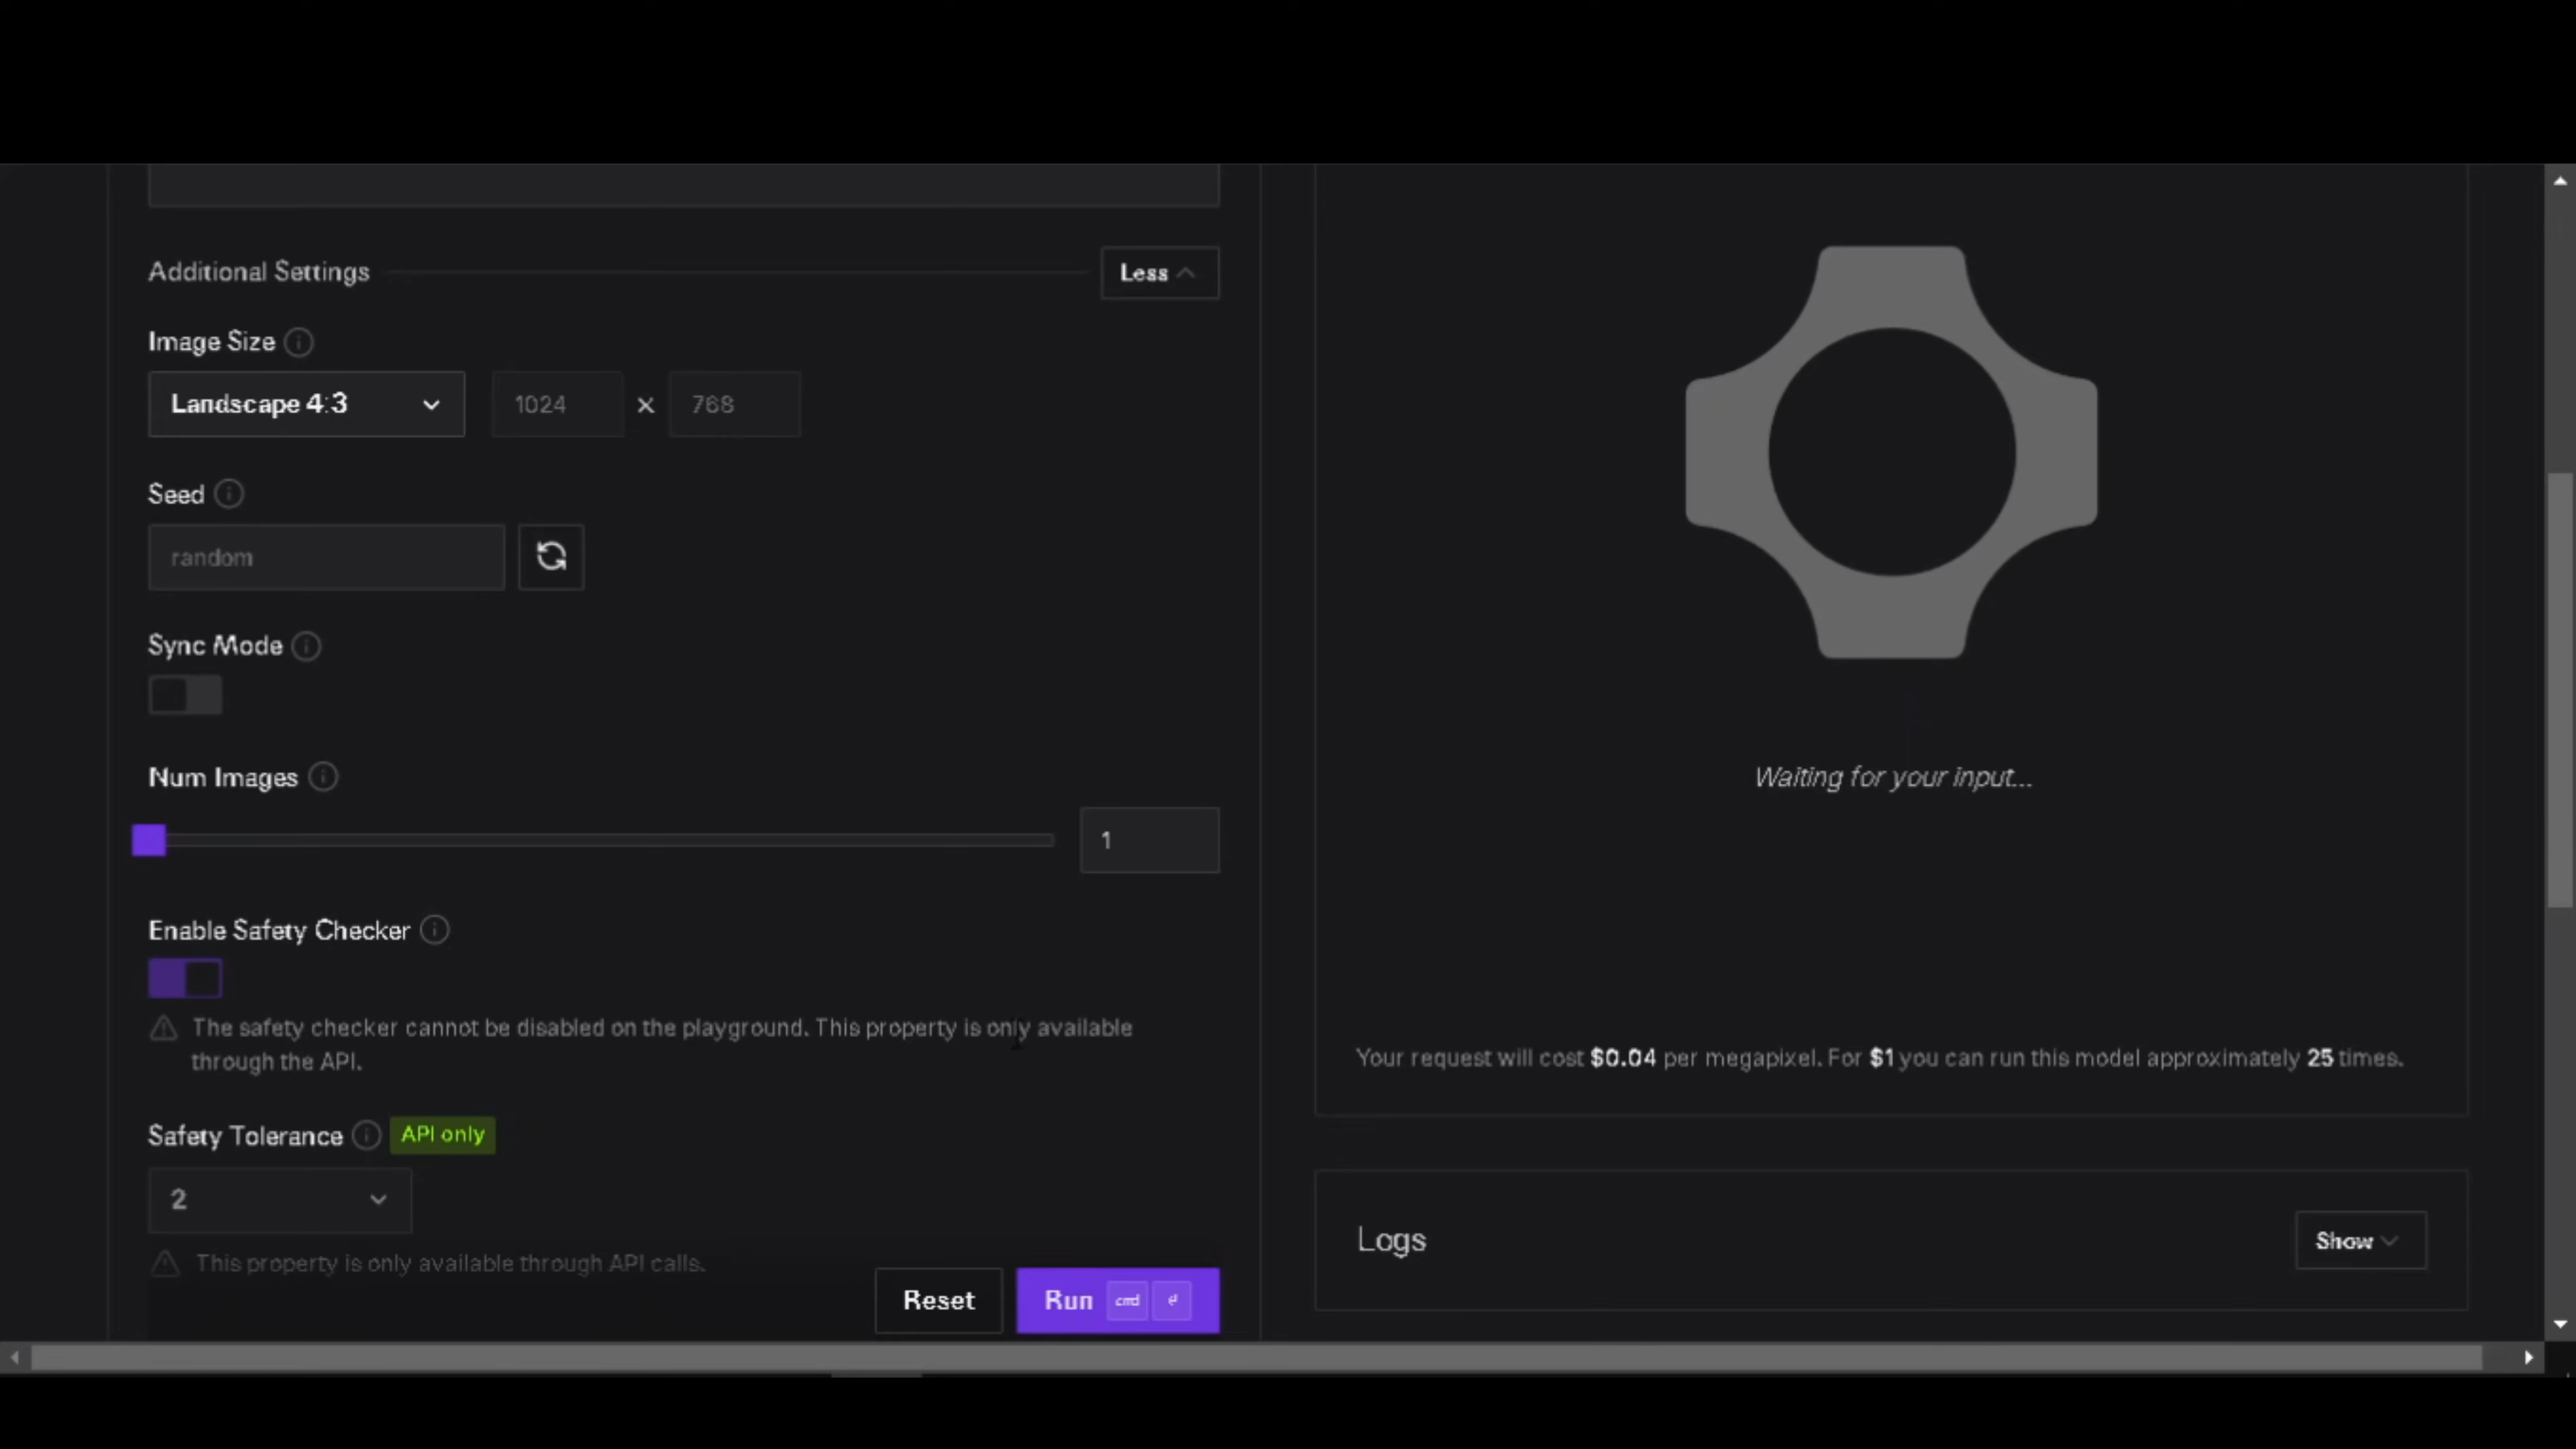 Additional Settings
Less
Image Size
Landscape 4:3
1024 × 768
Seed
random
Sync Mode
Num Images
1
Enable Safety Checker
The safety checker cannot be disabled on the playground. This property is only available
through the API.
Safety Tolerance API only
2
This property is only available through API calls.
Reset
Run cmd
Waiting for your input...
Your request will cost $0.04 per megapixel. For $1 you can run this model approximately 25 times.
Logs
Show